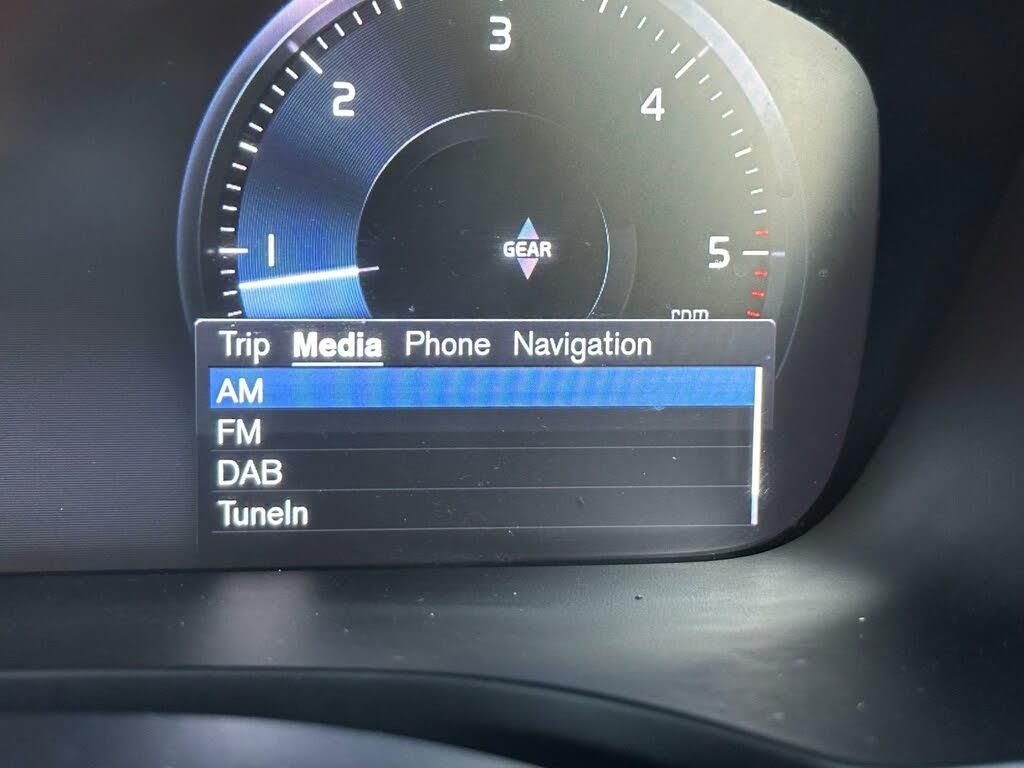 3
2
4
GEAR
1
5
rpm
Trip Media Phone Navigation
AM
FM
DAB
TuneIn